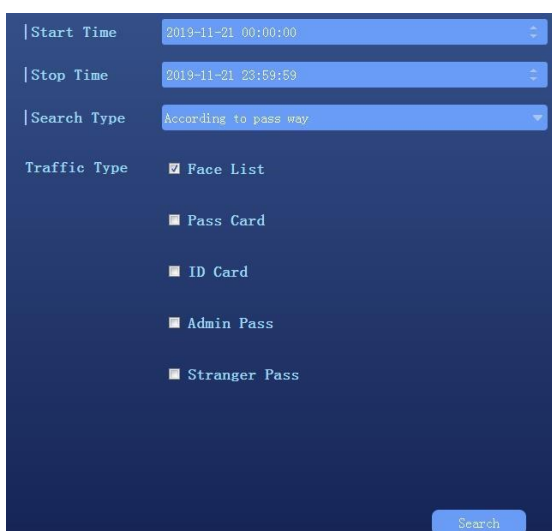 Start Time 2019-11-21 00:00:00
Stop Time 2019-11-21 23:59:59
Search Type According to pass way
Traffic Type Face List
Pass Card
ID Card
Admin Pass
Stranger Pass
Search